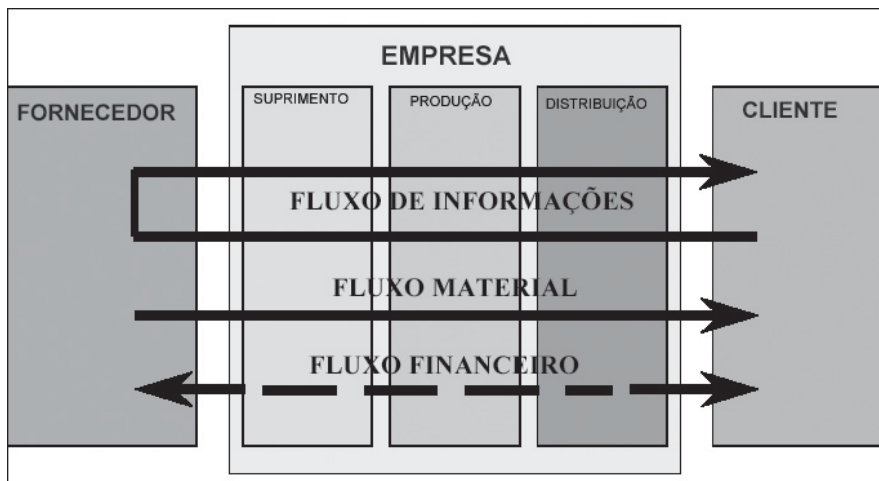 EMPRESA
FORNECEDOR
SUPRIMENTO
PRODUÇÃO
DISTRIBUIÇÃO
CLIENTE
FLUXO DE INFORMAÇÕES
FLUXO MATERIAL
FLUXO FINANCEIRO